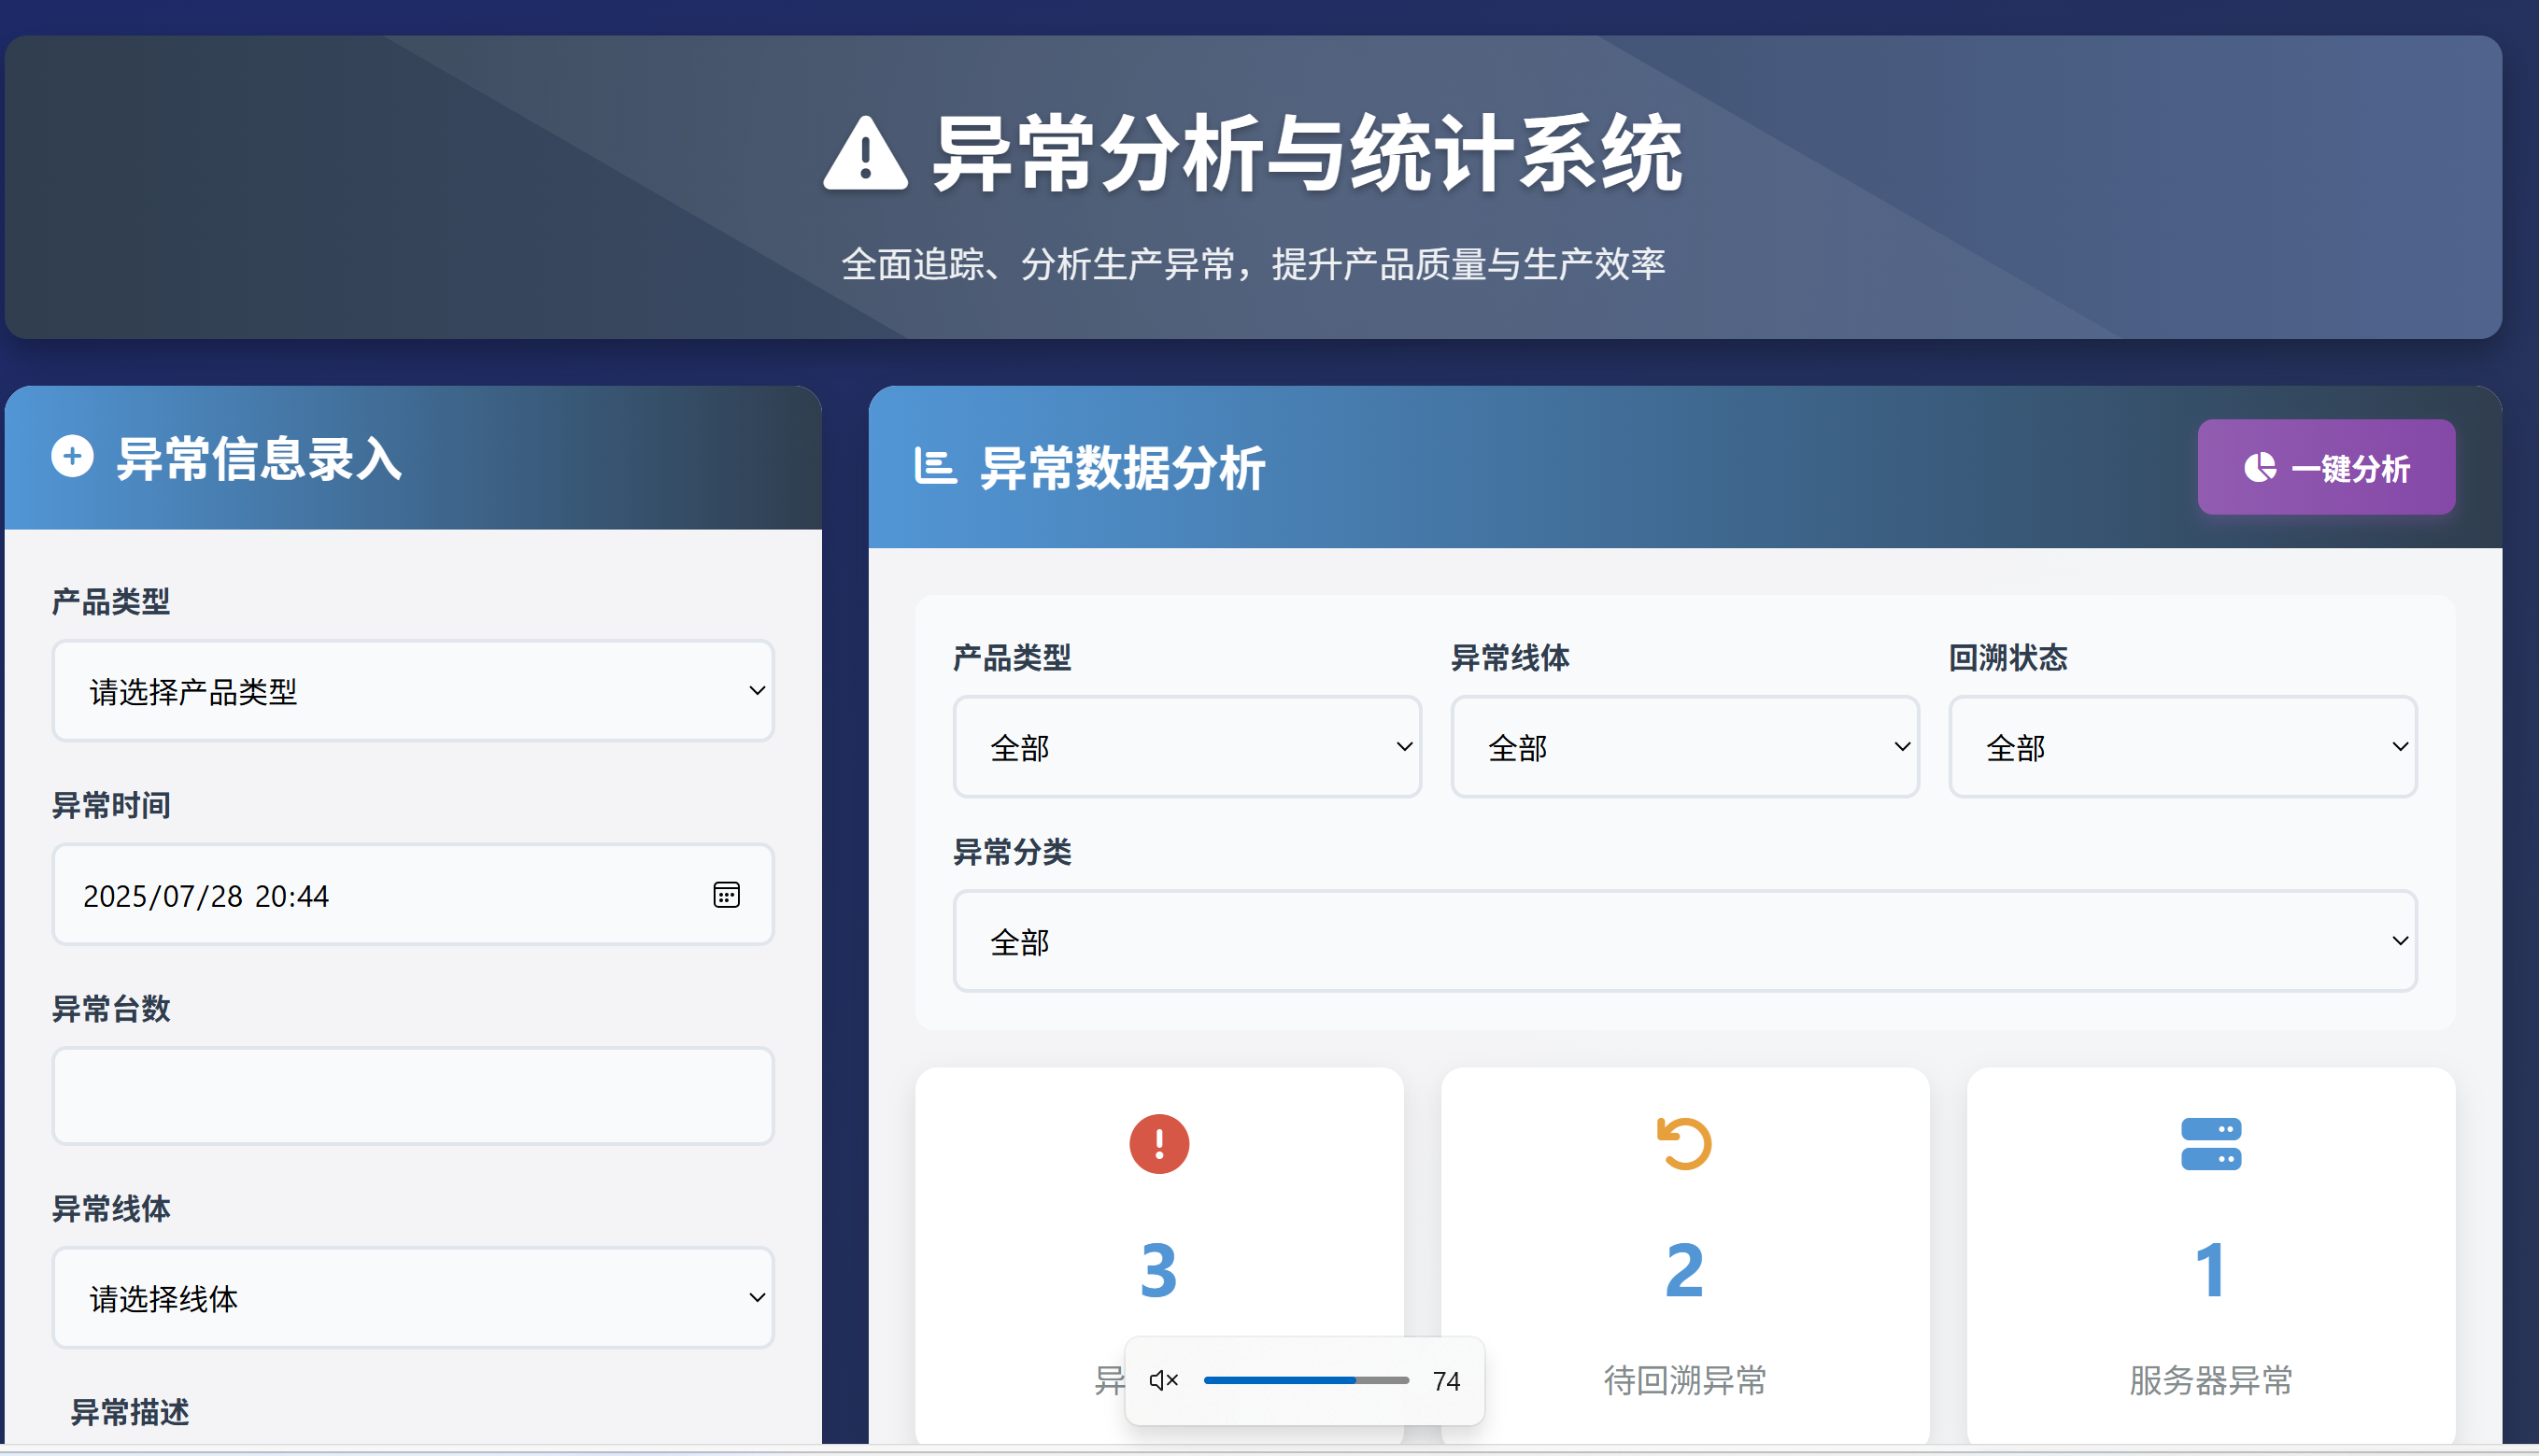 异常分析与统计系统
全面追踪、分析生产异常，提升产品质量与生产效率
异常信息录入
产品类型
请选择产品类型
异常时间
2025/07/28 20:44
异常台数
异常线体
请选择线体
异常描述
异常数据分析
一键分析
产品类型
异常线体
回溯状态
全部
全部
全部
异常分类
全部
3
2
1
异
待回溯异常
服务器异常
74